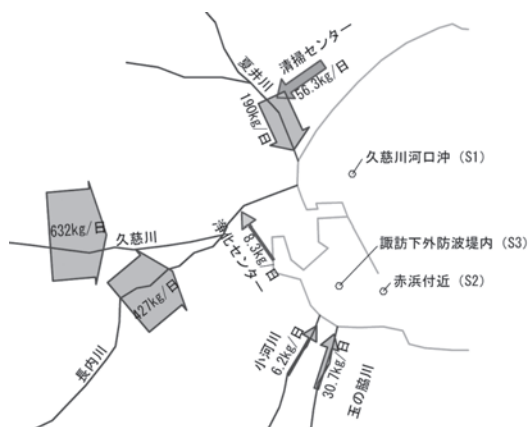 夏井川
清掃センター
56.3kg/日
190kg/日
久慈川河口沖（S1）
632kg/日
久慈川
浄化センター
8.3kg/日
諏訪下外防波堤内（S3）
赤浜付近（S2）
427kg/日
長内川
小河川
6.2kg/日
30.7kg/日
玉の脇川